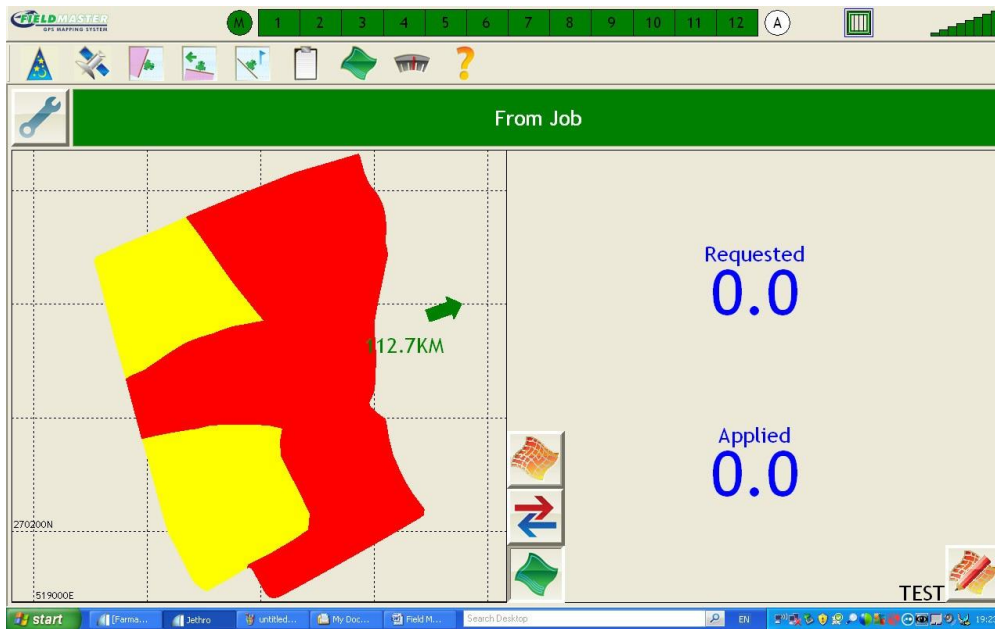 FIELDMASTER
GPS MAPPING SYSTEM
M 1 2 3 4 5 6 7 8 9 10 11 12 A
From Job
112.7KM
Requested
0.0
Applied
0.0
270200N
519000E
TEST
start [Farma... Jethro untitled... My Doc... Field M... Search Desktop EN